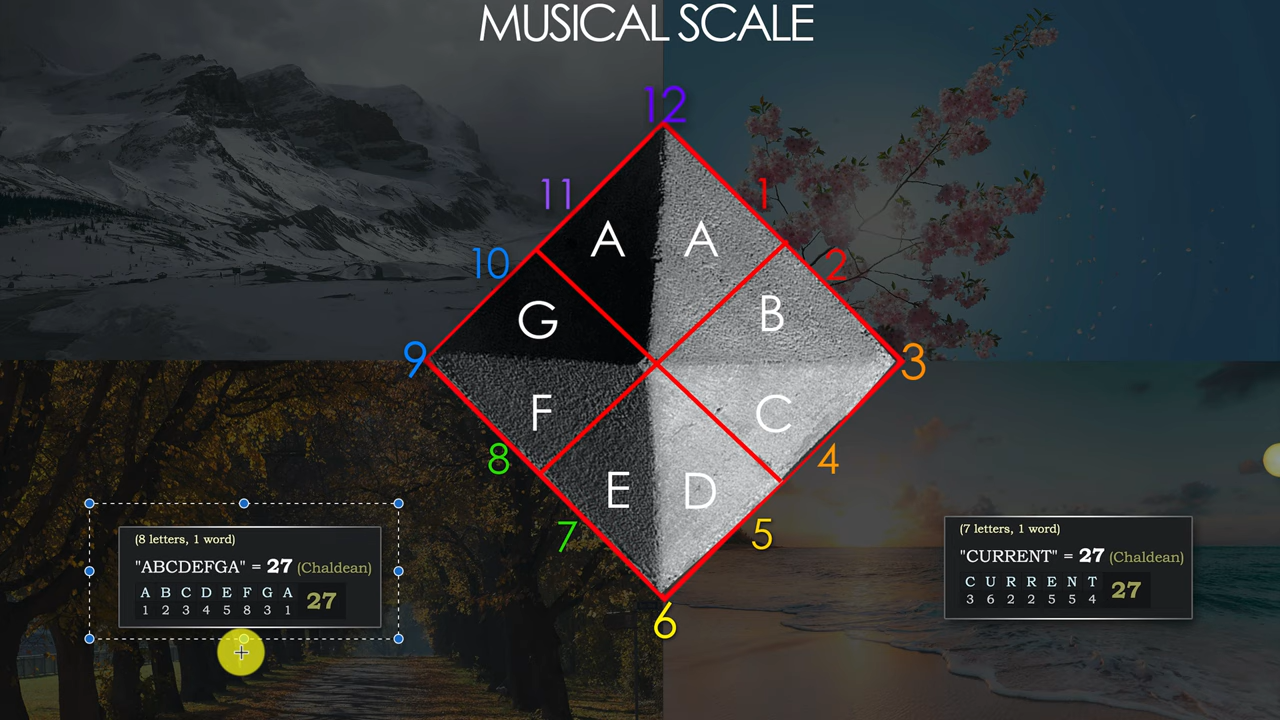 MUSICAL SCALE
12
11
1
A A
10
2
G B
9
3
F C
8
4
E D
7
5
6
(8 letters, 1 word)
"ABCDEFGA" = 27 (Chaldean)
A B C D E F G A
1 2 3 4 5 8 3 1
27
(7 letters, 1 word)
"CURRENT" = 27 (Chaldean)
C U R R E N T
3 6 2 2 5 5 4
27